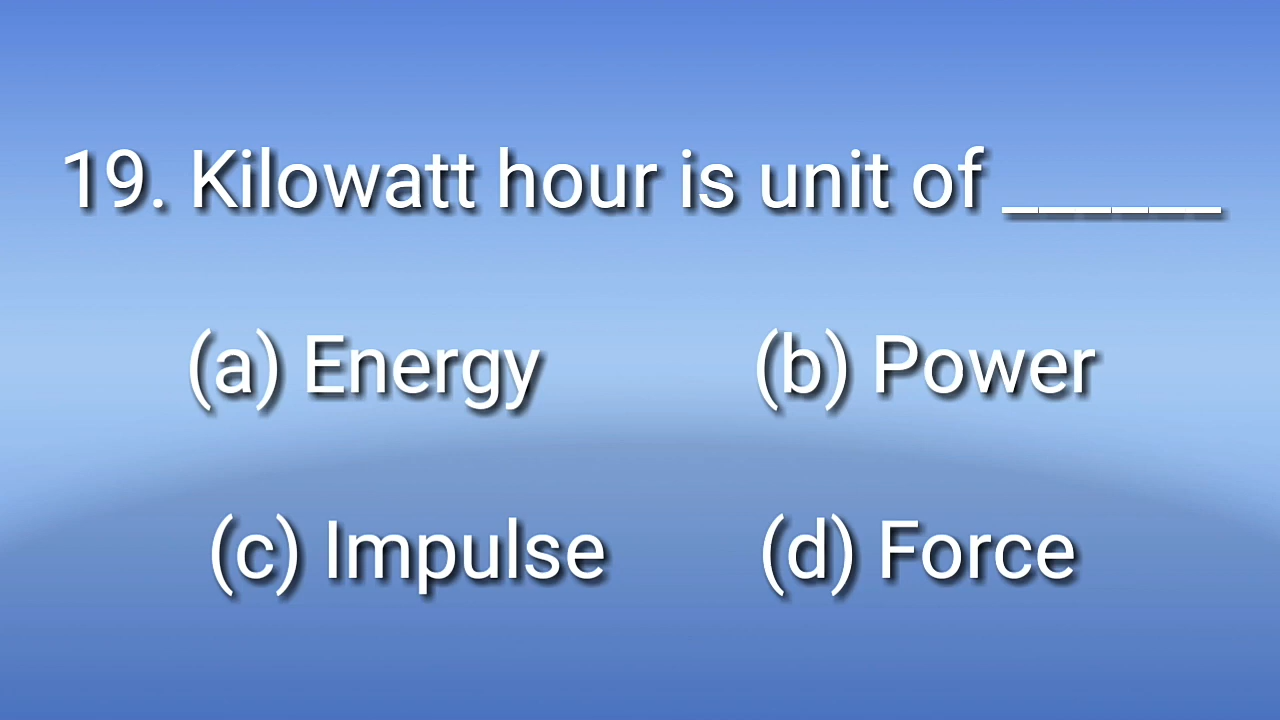 19. Kilowatt hour is unit of ______
(a) Energy (b) Power
(c) Impulse (d) Force